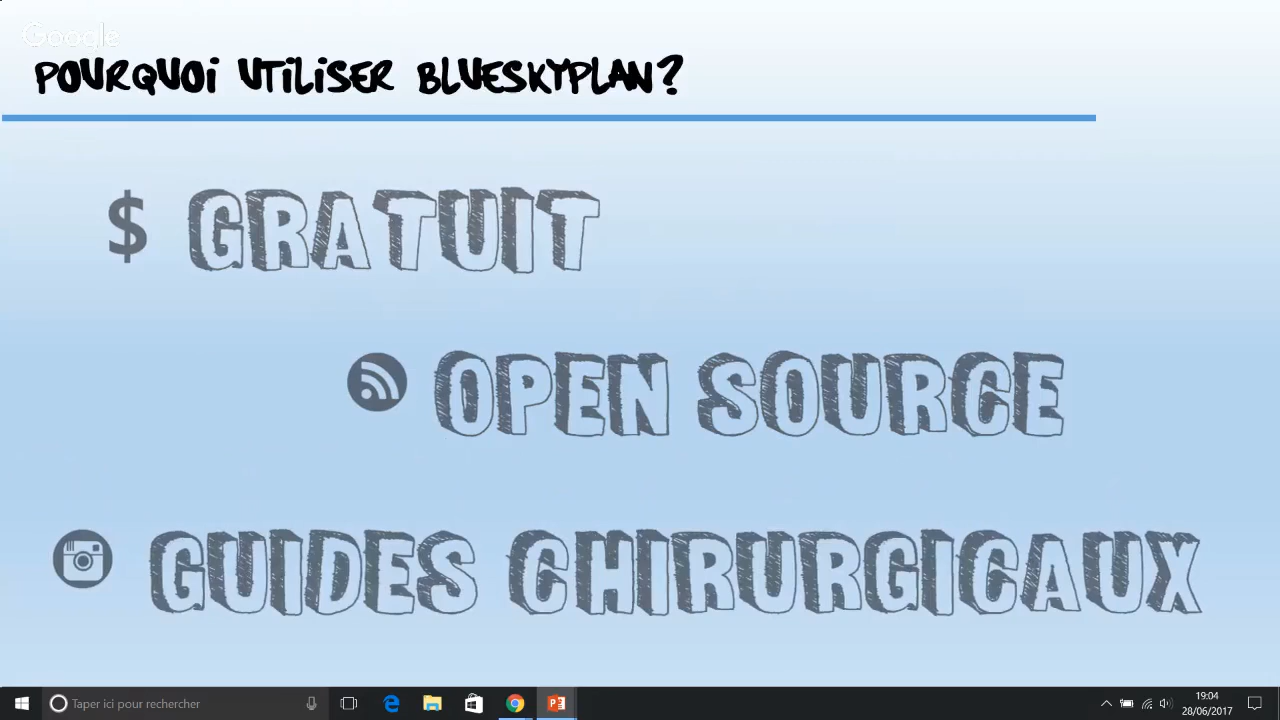 Google
POURQUOI UTILISER BLUESKYPLAN?
$ GRATUIT
OPEN SOURCE
GUIDES CHIRURGICAUX
Taper ici pour rechercher
19:04
28/06/2017